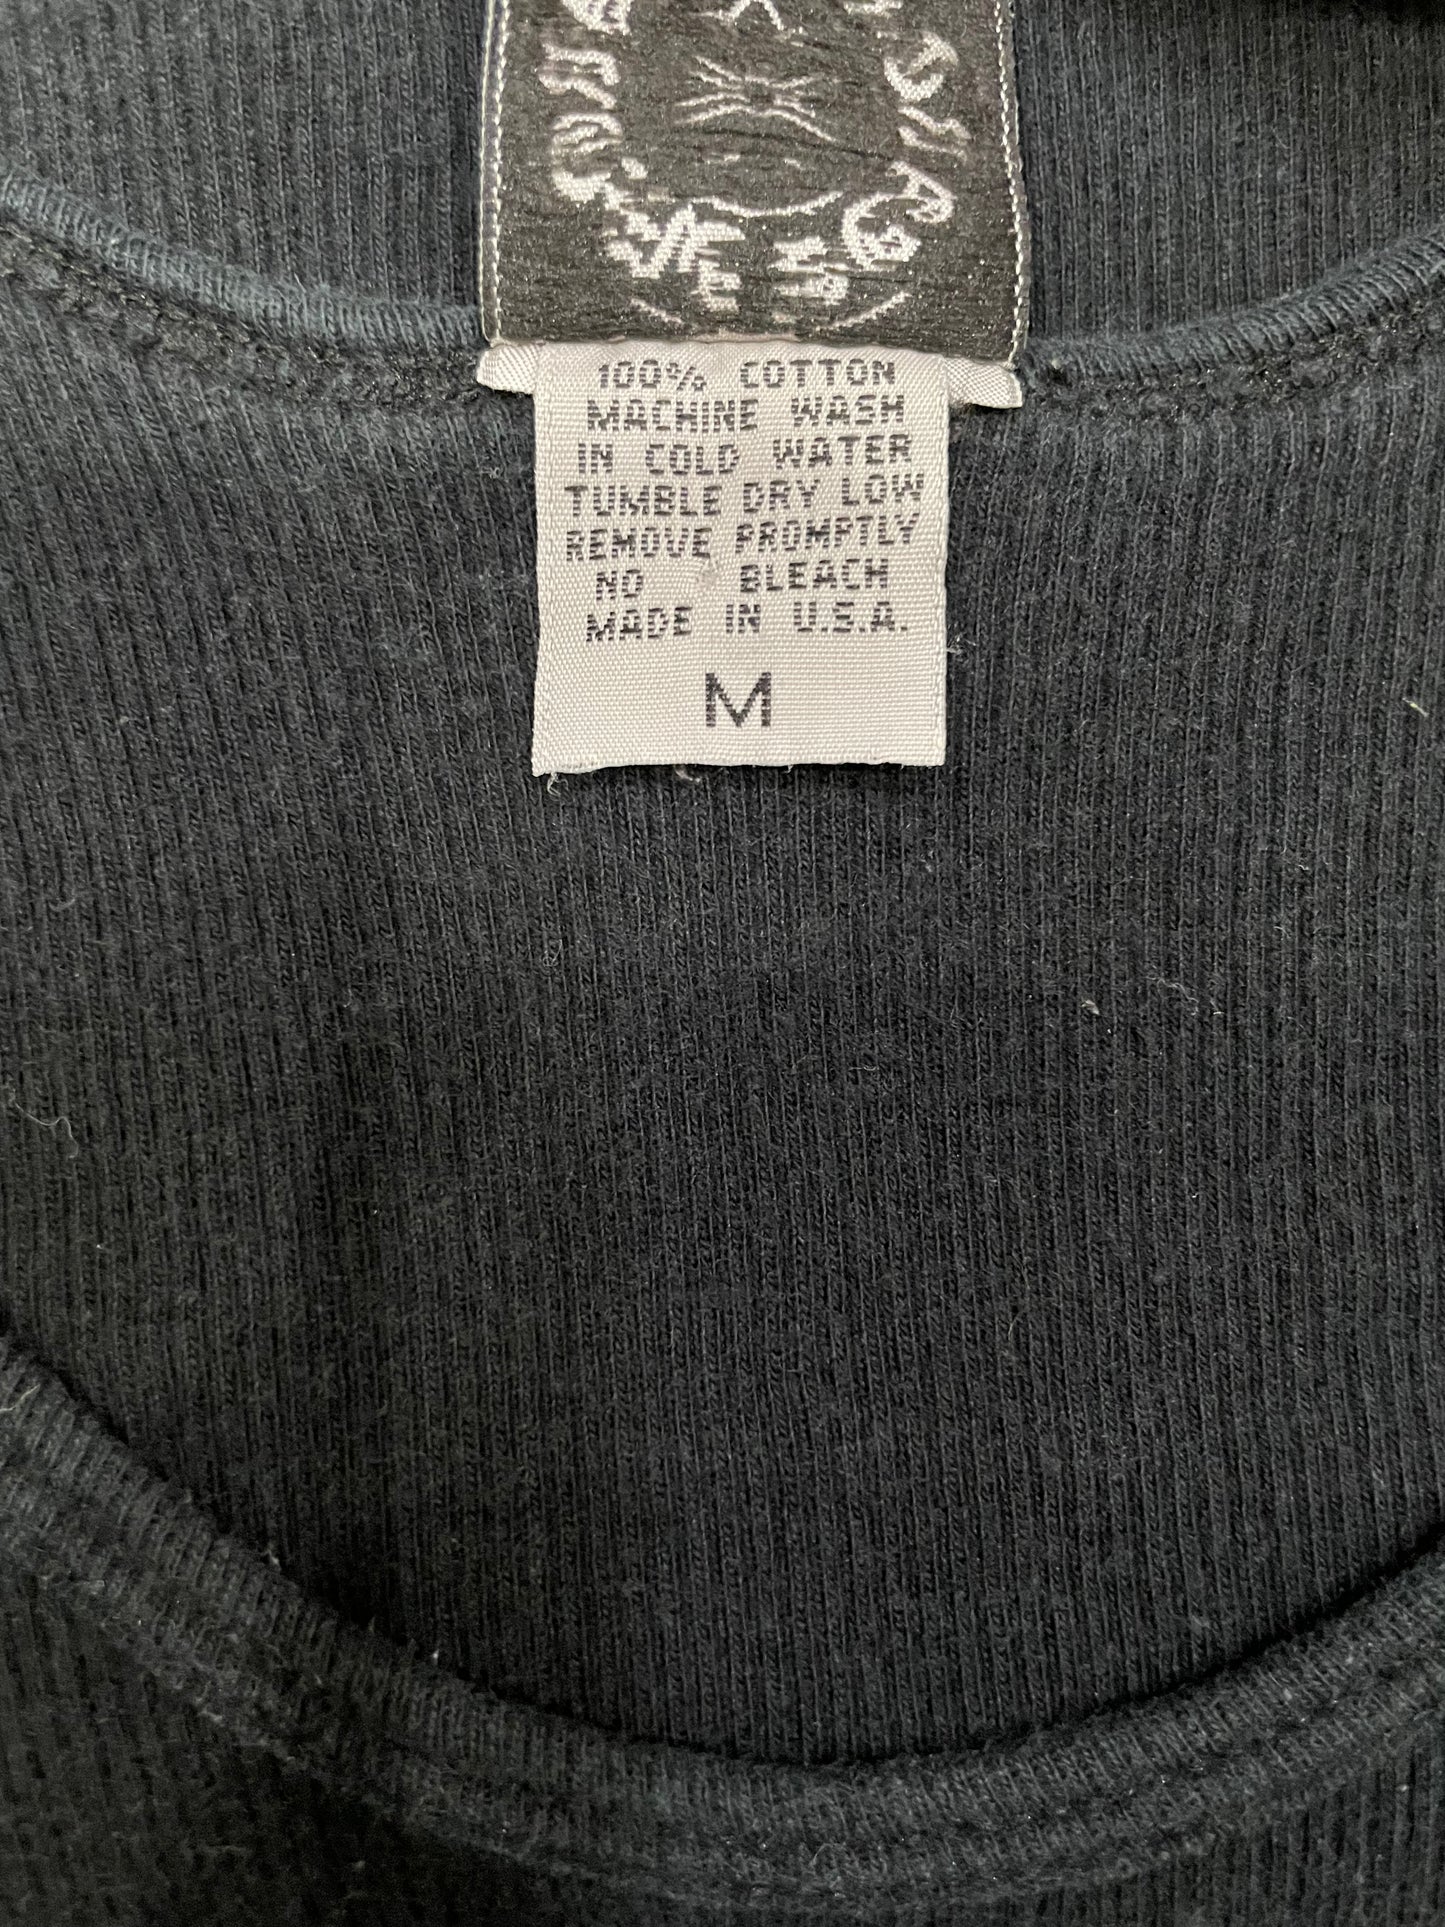 100% COTTON
MACHINE WASH
IN COLD WATER
TUMBLE DRY LOW
REMOVE PROMPTLY
NO BLEACH
MADE IN U.S.A.
M